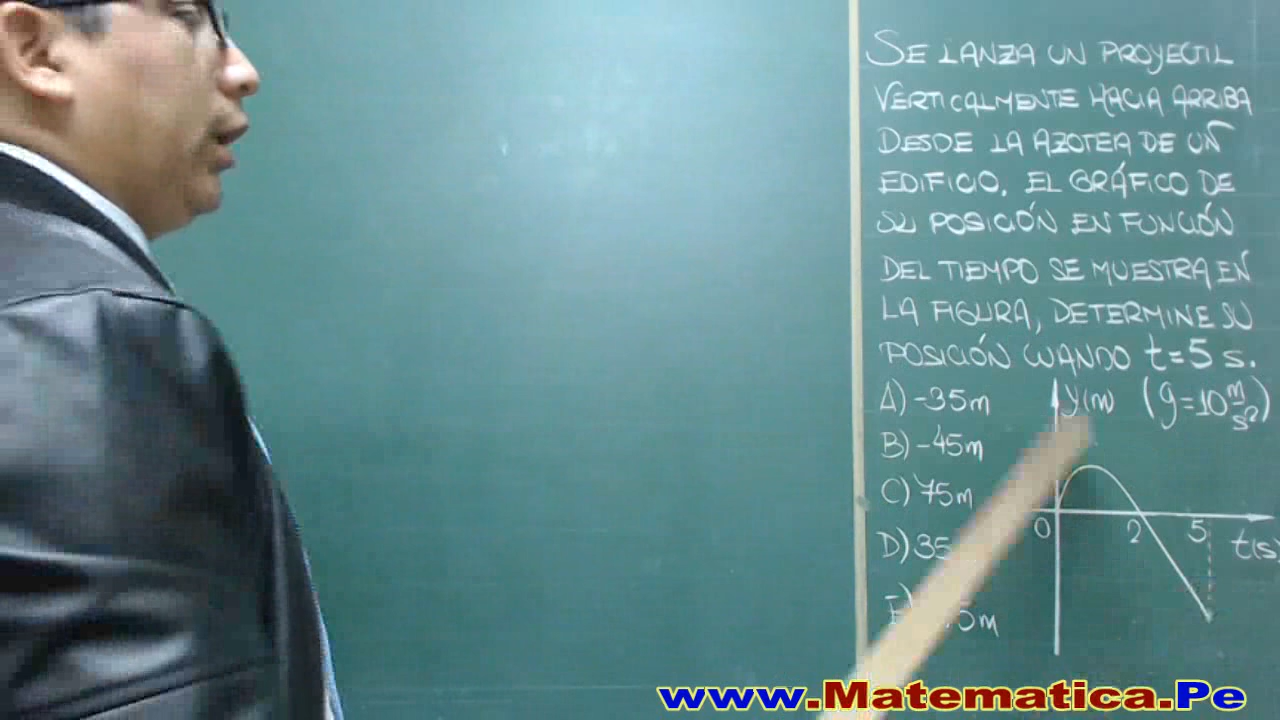 SE LANZA UN PROYECTIL
VERTICALMENTE HACIA ARRIBA
DESDE LA AZOTEA DE UN
EDIFICIO. EL GRÁFICO DE
SU POSICIÓN EN FUNCIÓN
DEL TIEMPO SE MUESTRA EN
LA FIGURA, DETERMINE SU
POSICIÓN CUANDO t=5 s.
A) -35m
y(m) (g=10 m/s²)
B) -45m
C) 75m
D) 35
0 2 5 t(s)
m
www.Matematica.Pe